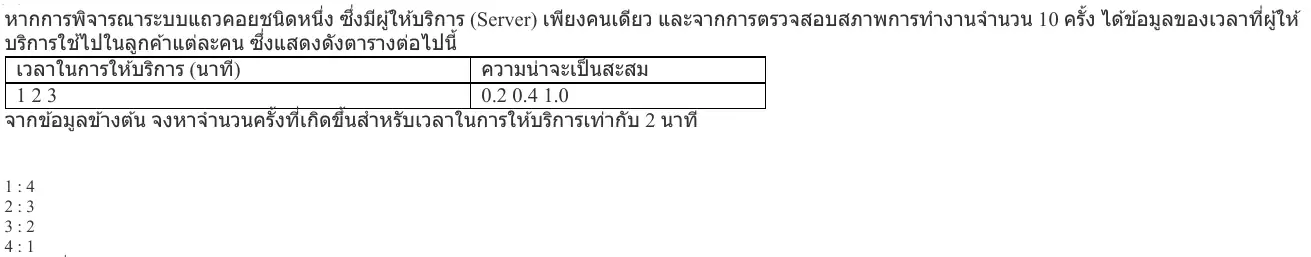 หากการพิจารณาระบบแถวคอยชนิดหนึ่ง ซึ่งมีผู้ให้บริการ (Server) เพียงคนเดียว และจากการตรวจสอบสภาพการทำงานจำนวน 10 ครั้ง ได้ข้อมูลของเวลาที่ผู้ให้
บริการใช้ไปในลูกค้าแต่ละคน ซึ่งแสดงดังตารางต่อไปนี้
เวลาในการให้บริการ (นาที) ความน่าจะเป็นสะสม
1 2 3 0.2 0.4 1.0
จากข้อมูลข้างต้น จงหาจำนวนครั้งที่เกิดขึ้นสำหรับเวลาในการให้บริการเท่ากับ 2 นาที
1 : 4
2 : 3
3 : 2
4 : 1